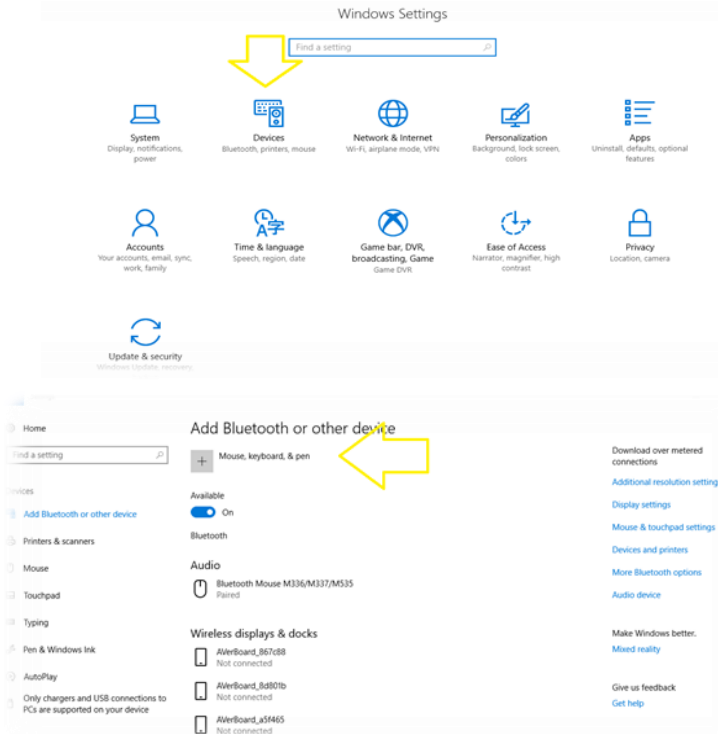 Windows Settings
Find a setting
System
Display, notifications,
power
Devices
Bluetooth, printers, mouse
Network & Internet
Wi-Fi, airplane mode, VPN
Personalization
Background, lock screen,
colors
Apps
Uninstall, defaults, optional
features
Accounts
Your accounts, email, sync,
work, family
Time & language
Speech, region, date
Game bar, DVR,
broadcasting, Game
Game DVR
Ease of Access
Narrator, magnifier, high
contrast
Privacy
Location, camera
Update & security
Windows Update, recovery,
Home
Find a setting
Devices
Add Bluetooth or other device
Printers & scanners
Mouse
Touchpad
Typing
Pen & Windows Ink
AutoPlay
Only chargers and USB connections to
PCs are supported on your device
Add Bluetooth or other device
Mouse, keyboard, & pen
Available
On
Bluetooth
Audio
Bluetooth Mouse M336/M337/M535
Paired
Wireless displays & docks
AVerBoard_867c88
Not connected
AVerBoard_8d801b
Not connected
AVerBoard_a5f465
Not connected
Download over metered
connections
Additional resolution setting
Display settings
Mouse & touchpad settings
Devices and printers
More Bluetooth options
Audio device
Make Windows better.
Mixed reality
Give us feedback
Get help